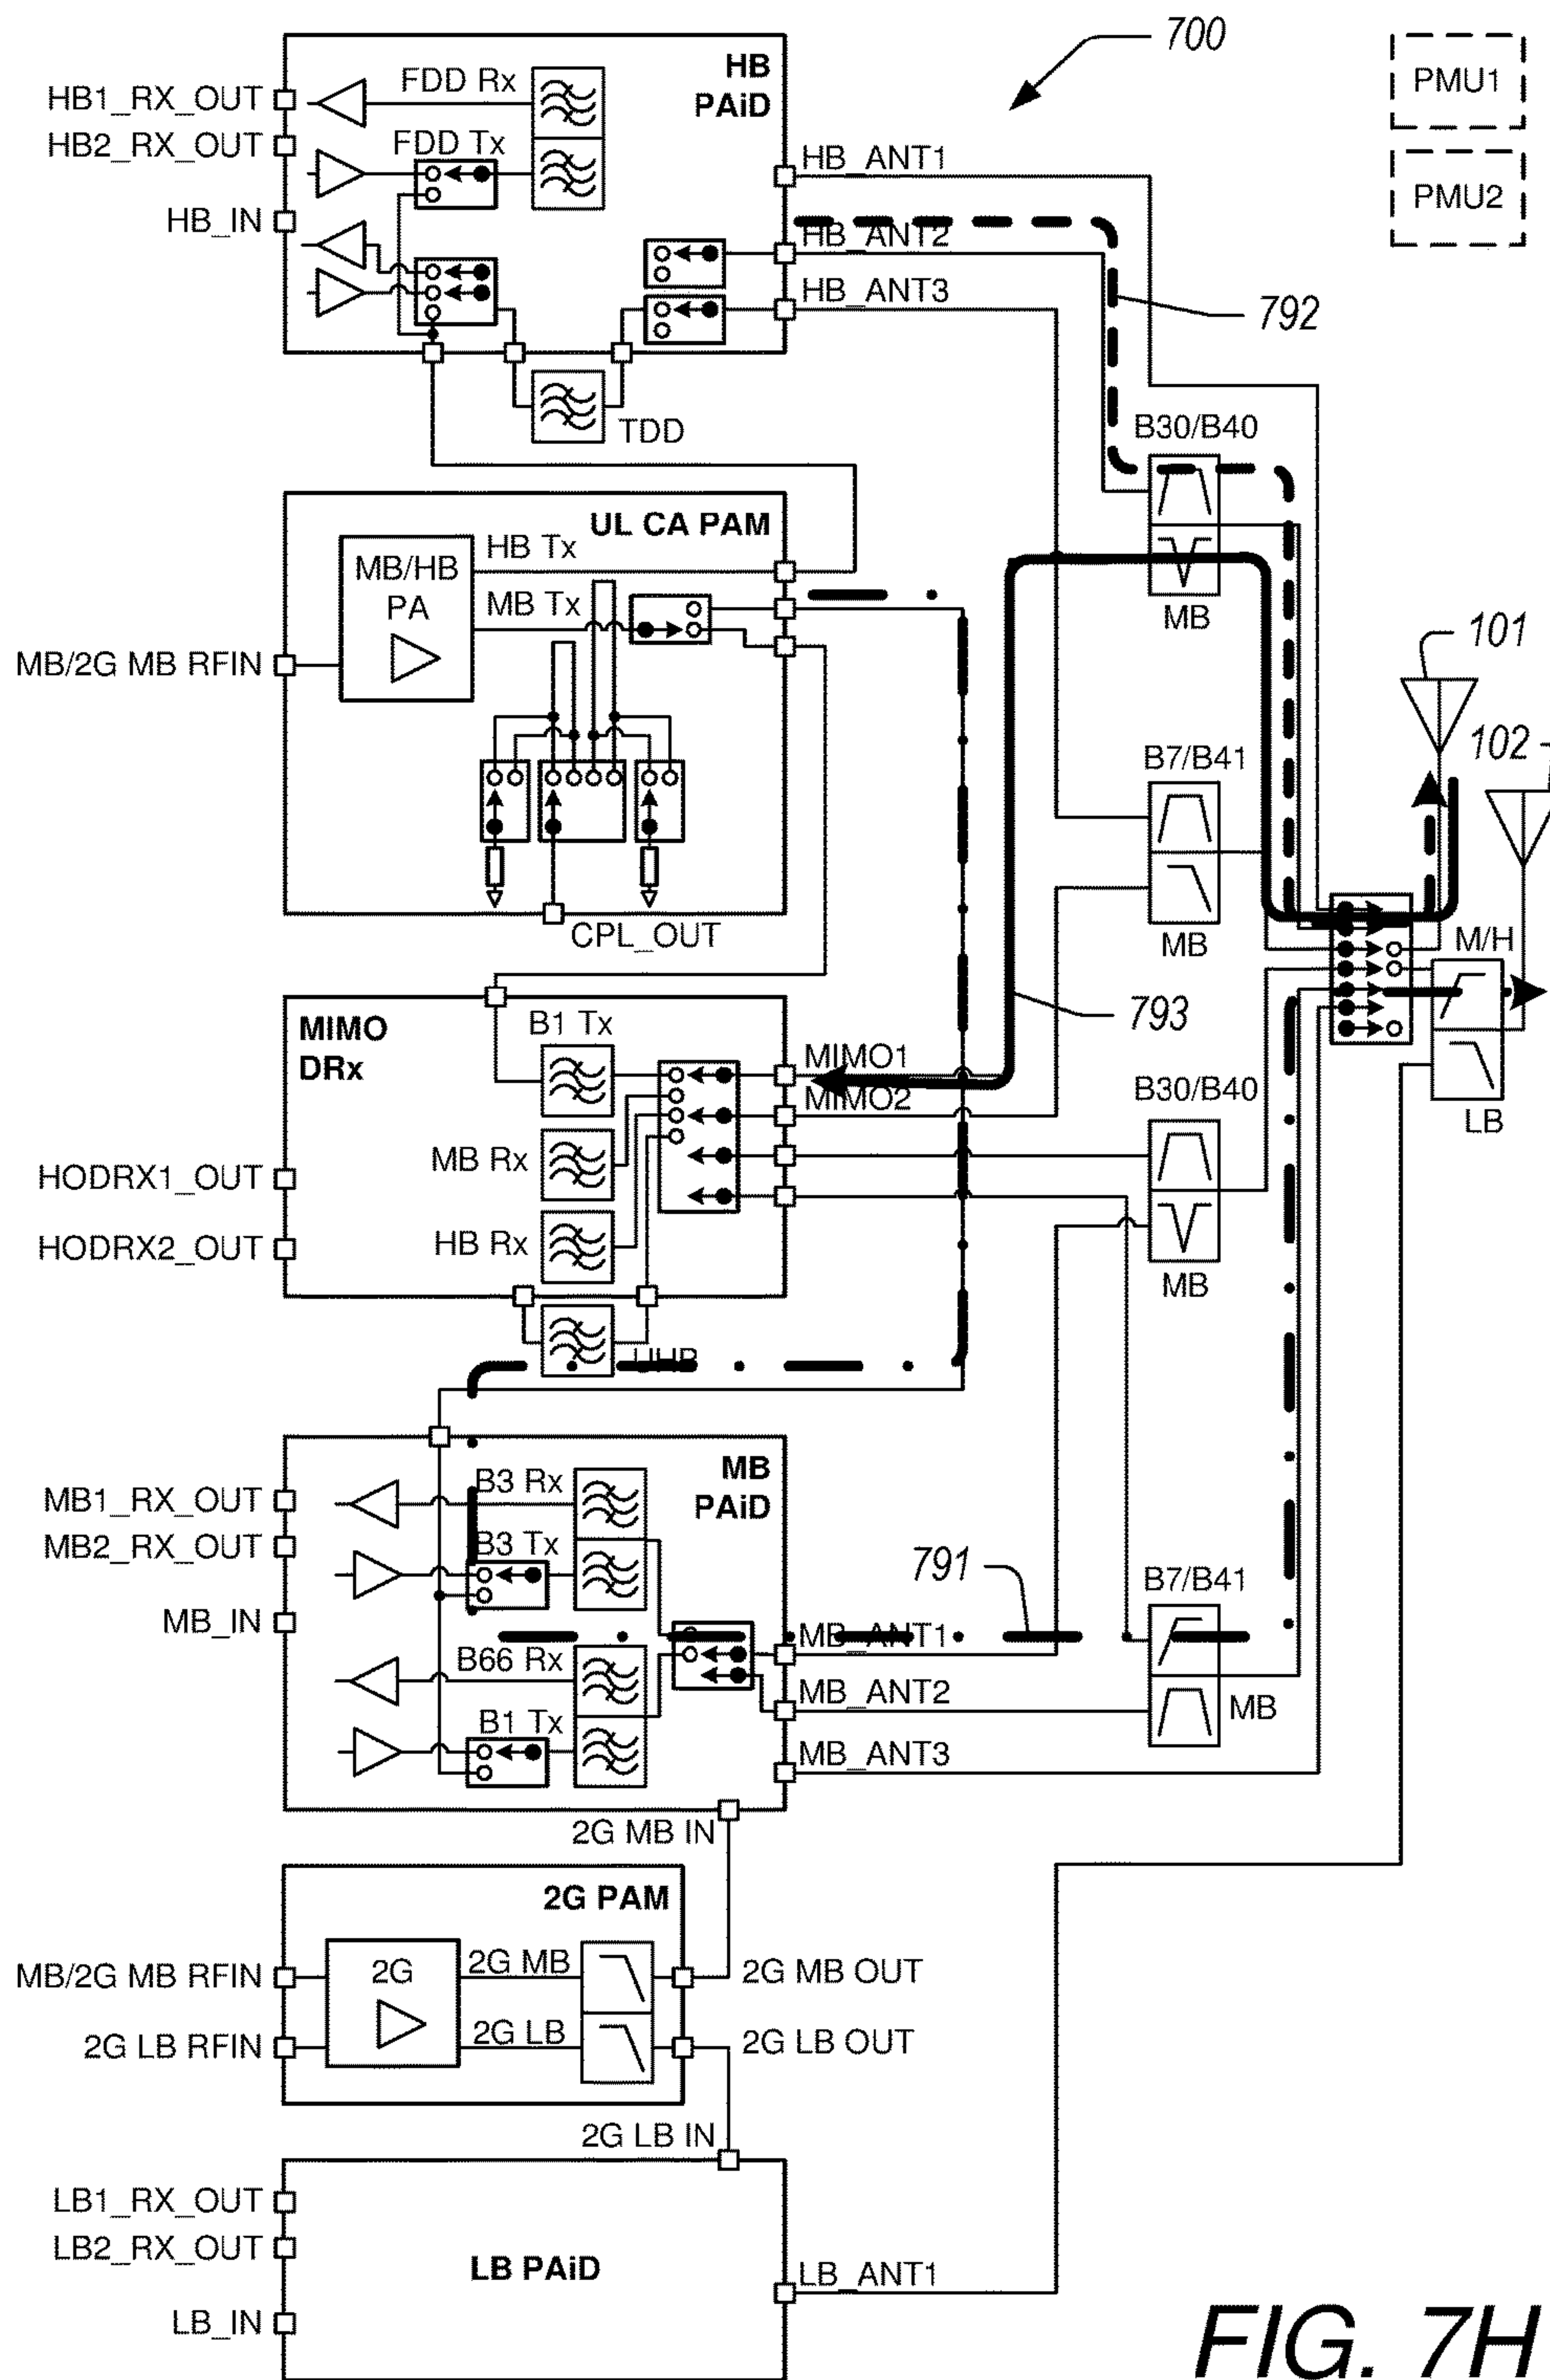 700
HB
PAiD
PMU1
PMU2
HB1_RX_OUT
HB2_RX_OUT
HB_IN
FDD Rx
FDD Tx
HB_ANT1
HB_ANT2
HB_ANT3
792
TDD
B30/B40
MB
UL CA PAM
MB/HB
PA
HB Tx
MB Tx
MB/2G MB RFIN
CPL_OUT
101
102
B7/B41
MB
M/H
LB
793
MIMO
DRx
B1 Tx
MB Rx
HB Rx
UHB
MIMO1
MIMO2
HODRX1_OUT
HODRX2_OUT
B30/B40
MB
MB
PAiD
MB1_RX_OUT
MB2_RX_OUT
MB_IN
B3 Rx
B3 Tx
B66 Rx
B1 Tx
791
MB_ANT1
MB_ANT2
MB_ANT3
B7/B41
MB
2G MB IN
2G PAM
MB/2G MB RFIN
2G LB RFIN
2G
2G MB
2G LB
2G MB OUT
2G LB OUT
2G LB IN
LB1_RX_OUT
LB2_RX_OUT
LB_IN
LB PAiD
LB_ANT1
FIG. 7H